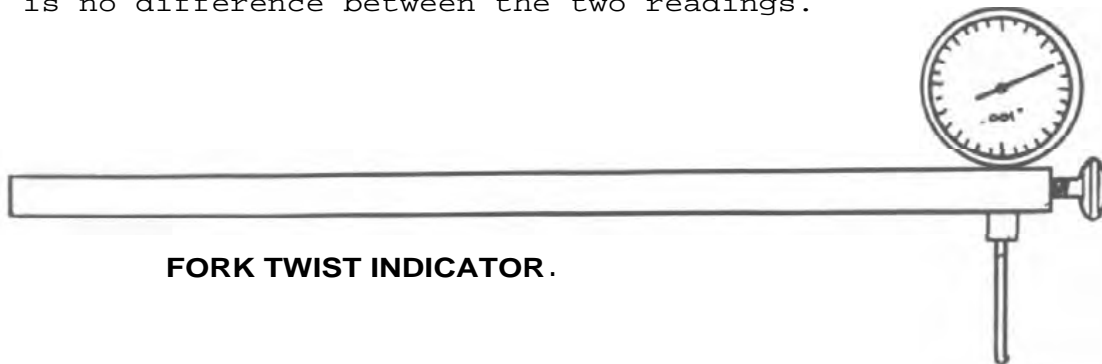 is no difference between the two readings.
.001"
FORK TWIST INDICATOR.